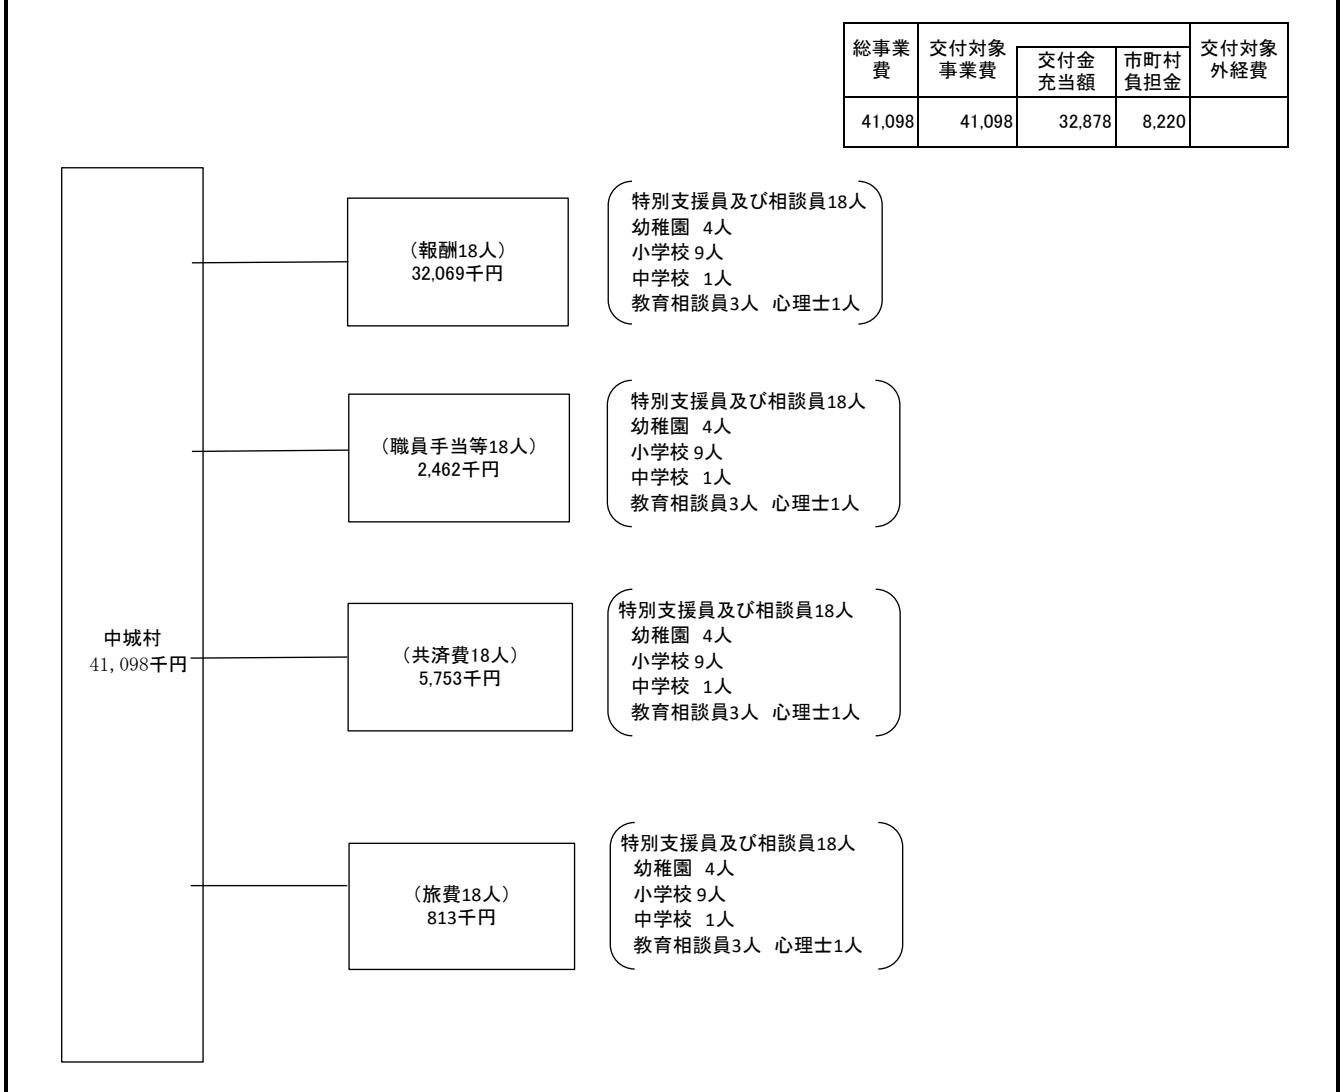 総事業
費
交付対象
事業費
交付金
充当額
市町村
負担金
交付対象
外経費
41,098
41,098
32,878
8,220
中城村
41,098千円
（報酬18人）
32,069千円
特別支援員及び相談員18人
幼稚園 4人
小学校 9人
中学校 1人
教育相談員3人 心理士1人
（職員手当等18人）
2,462千円
特別支援員及び相談員18人
幼稚園 4人
小学校 9人
中学校 1人
教育相談員3人 心理士1人
（共済費18人）
5,753千円
特別支援員及び相談員18人
幼稚園 4人
小学校 9人
中学校 1人
教育相談員3人 心理士1人
（旅費18人）
813千円
特別支援員及び相談員18人
幼稚園 4人
小学校 9人
中学校 1人
教育相談員3人 心理士1人